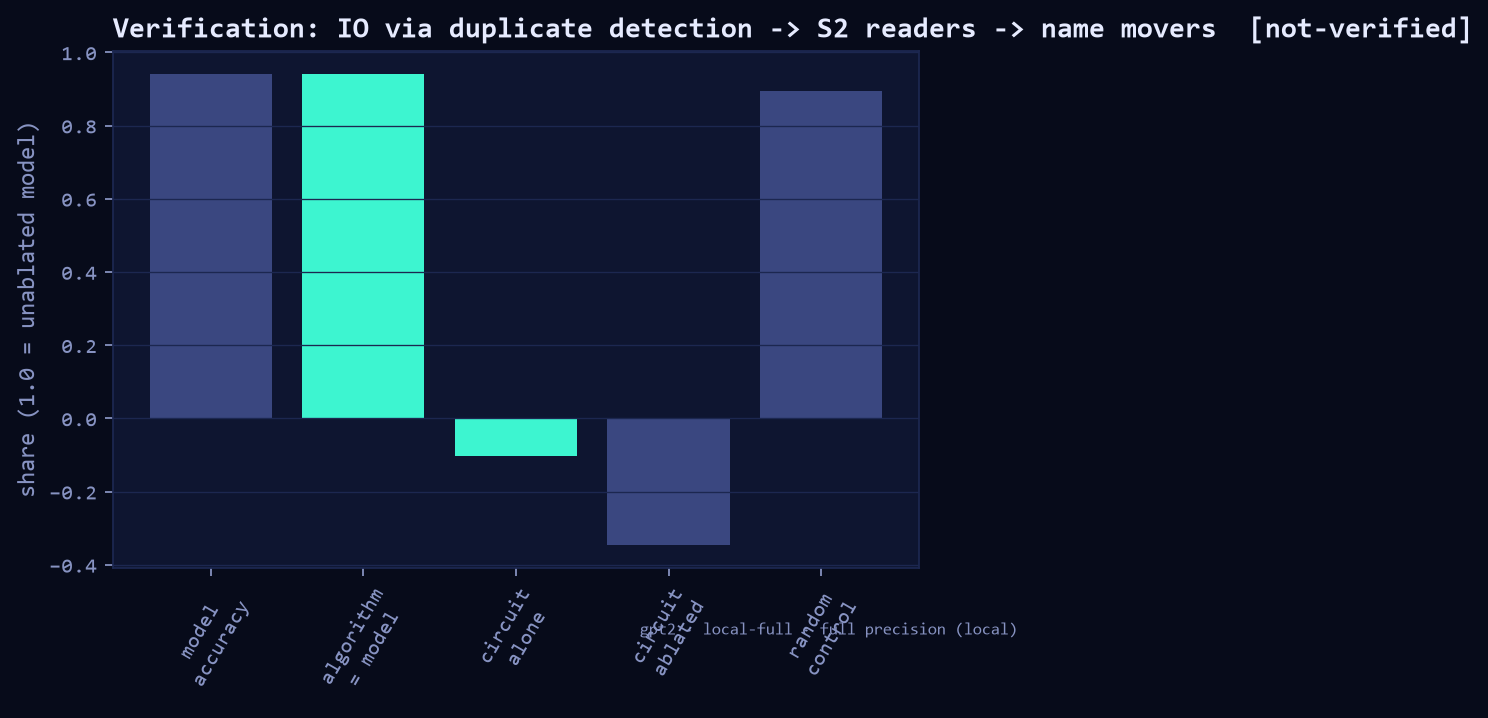 Verification: IO via duplicate detection -> S2 readers -> name movers  [not-verified]
share (1.0 = unablated model)
1.0
0.8
0.6
0.4
0.2
0.0
−0.2
−0.4
model
accuracy
algorithm
= model
circuit
alone
circuit
ablated
random
control
gpt2 local-full full precision (local)